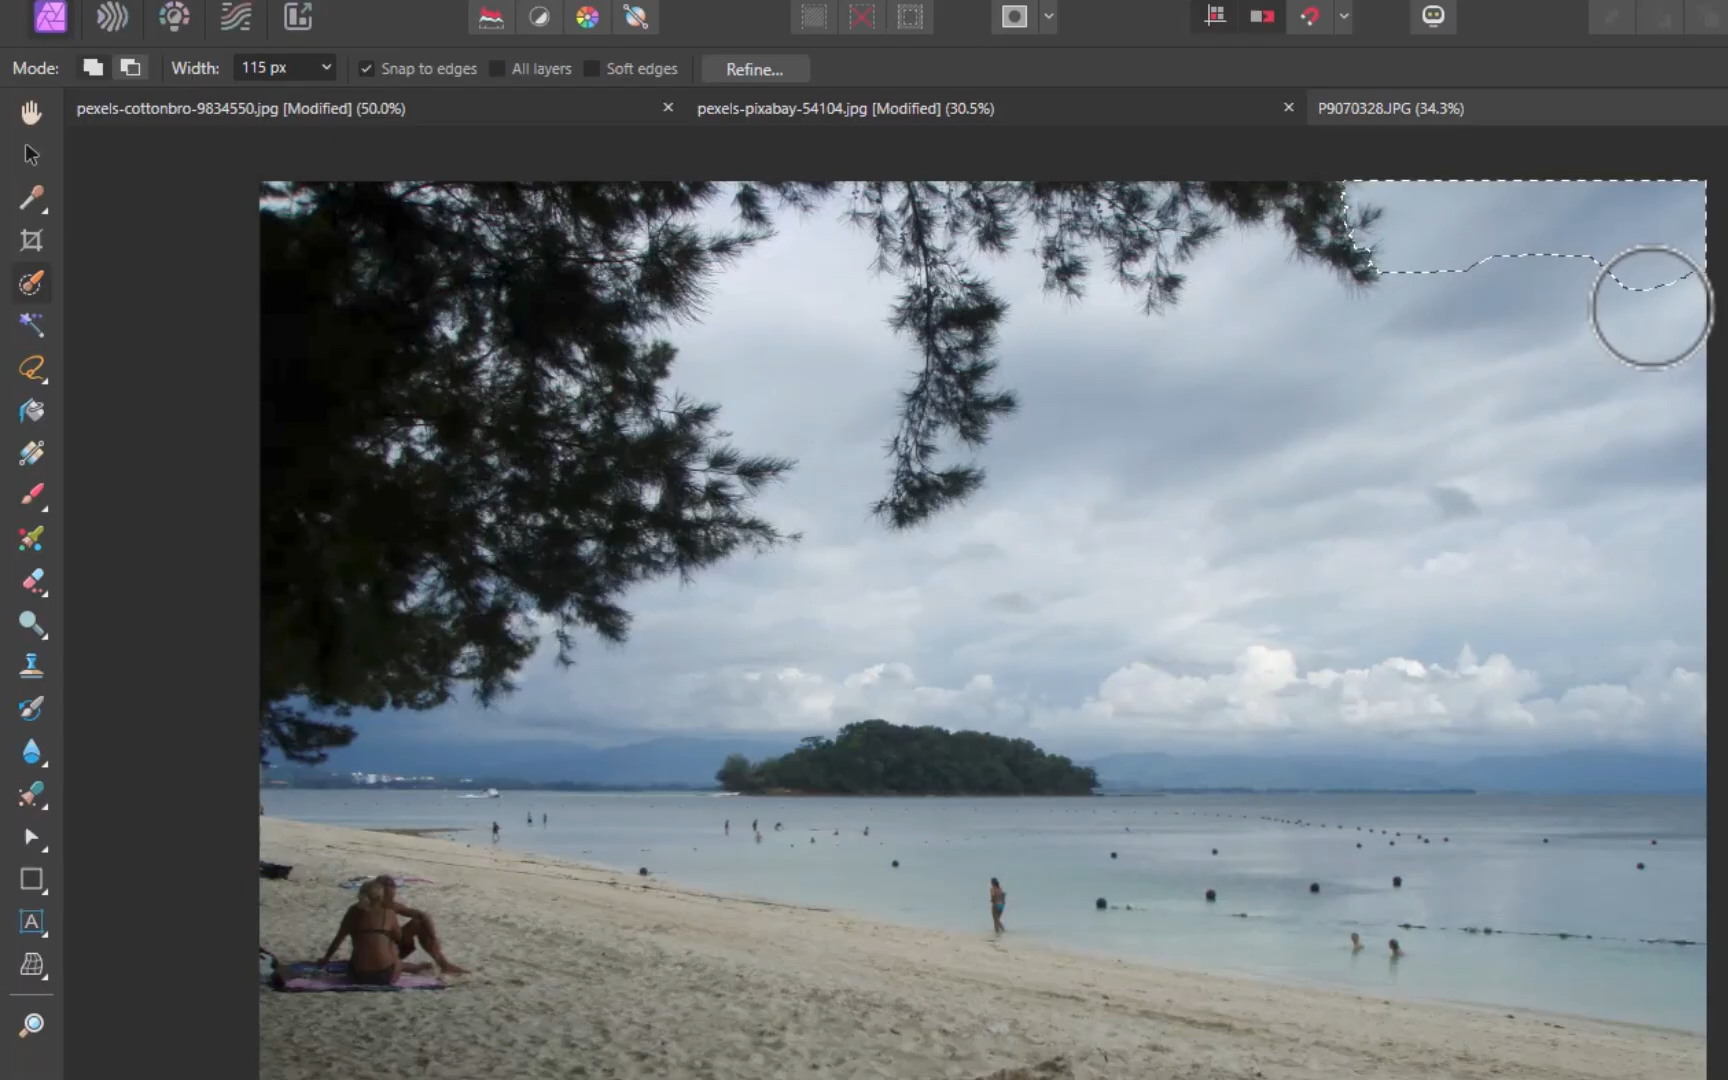 Mode: Width: 115 px Snap to edges All layers Soft edges Refine...
pexels-cottonbro-9834550.jpg [Modified] (50.0%) pexels-pixabay-54104.jpg [Modified] (30.5%) P9070328.JPG (34.3%)
A